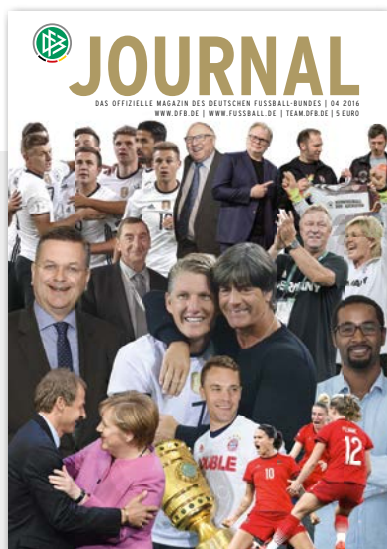 DFB
JOURNAL
DAS OFFIZIELLE MAGAZIN DES DEUTSCHEN FUSSBALL-BUNDES | 04 2016
WWW.DFB.DE | WWW.FUSSBALL.DE | TEAM.DFB.DE | 5 EURO
10
12